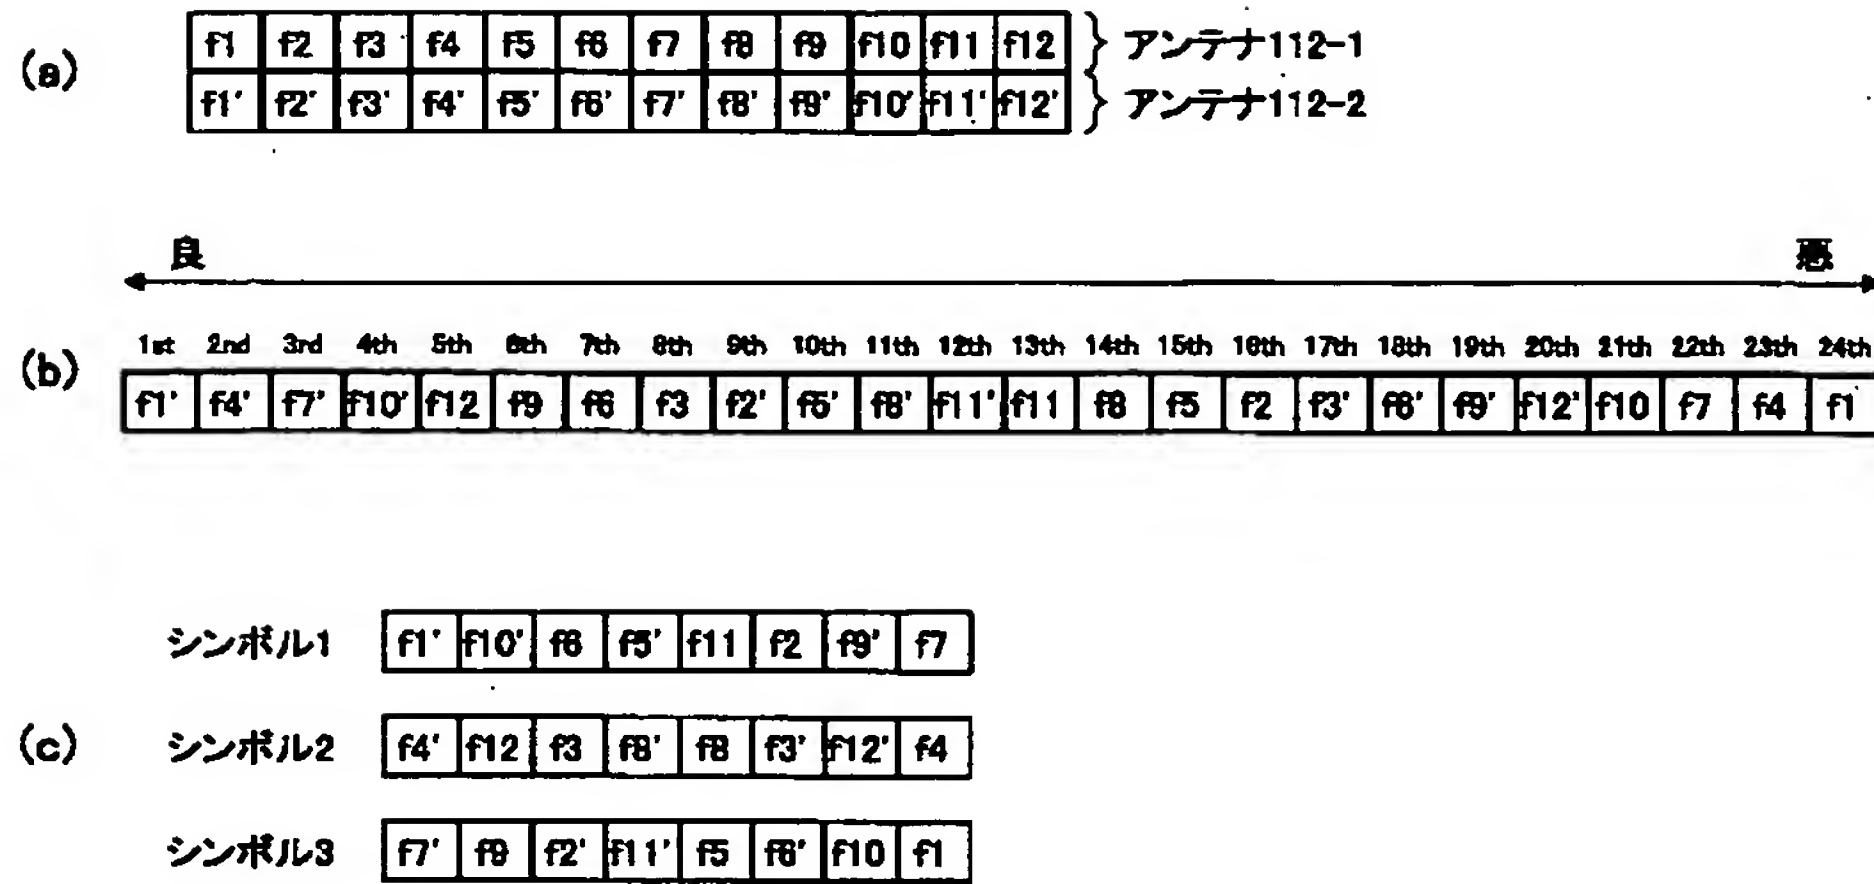 (a)
f1 f2 f3 f4 f5 f6 f7 f8 f9 f10 f11 f12 } アンテナ112-1
f1' f2' f3' f4' f5' f6' f7' f8' f9' f10' f11' f12' } アンテナ112-2
良 悪
1st 2nd 3rd 4th 5th 6th 7th 8th 9th 10th 11th 12th 13th 14th 15th 16th 17th 18th 19th 20th 21th 22th 23th 24th
(b)
f1' f4' f7' f10' f12 f9 f6 f3 f2' f5' f8' f11' f11 f8 f5 f2 f3' f6' f9' f12' f10 f7 f4 f1
シンボル1 f1' f10' f6 f5' f11 f2 f9' f7
(c) シンボル2 f4' f12 f3 f8' f8 f3' f12' f4
シンボル3 f7' f9 f2' f11' f5 f6' f10 f1